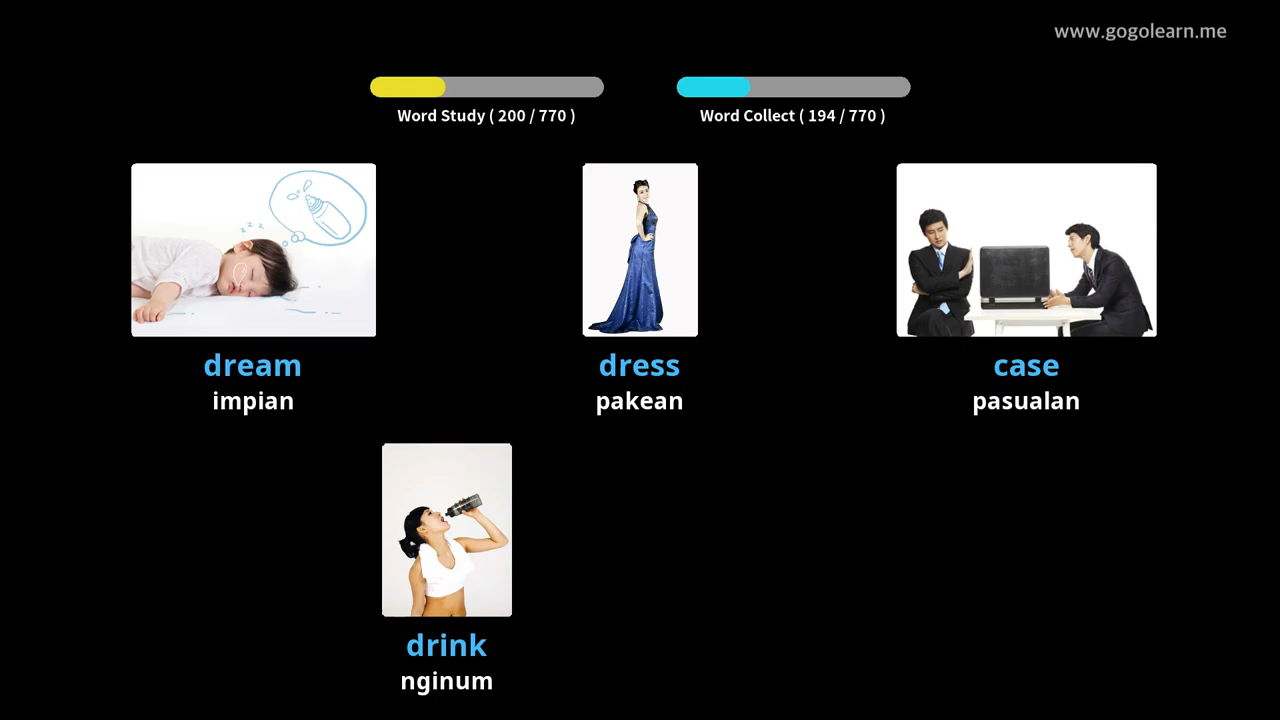 www.gogolearn.me
Word Study ( 200 / 770 )
Word Collect ( 194 / 770 )
z z z
dream
impian
dress
pakean
case
pasualan
drink
nginum